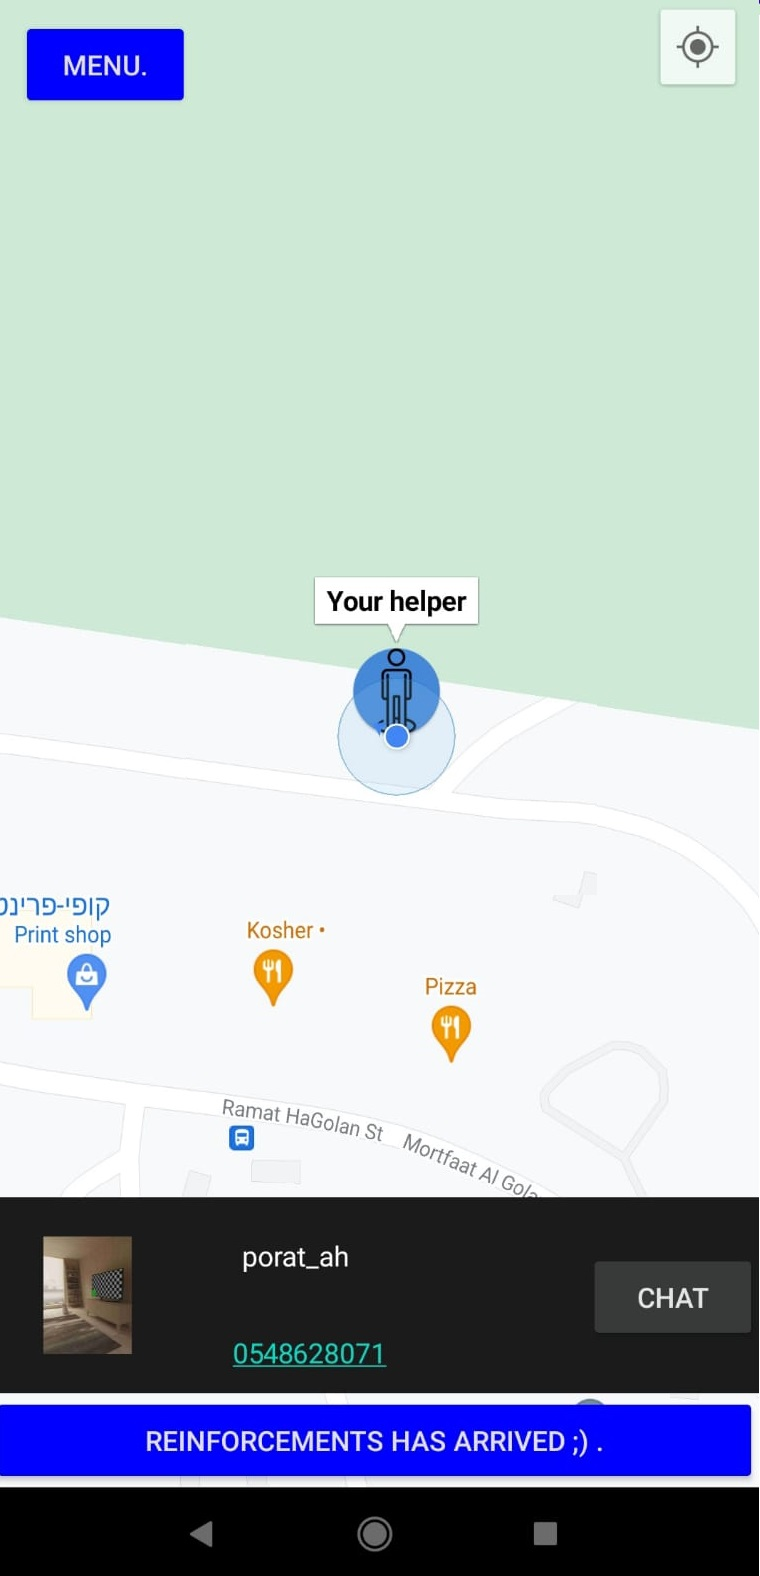 MENU.
Your helper
קופי-פרינט
Print shop
Kosher •
Pizza
Ramat HaGolan St
Mortfaat Al Gola
porat_ah
CHAT
0548628071
REINFORCEMENTS HAS ARRIVED ;) .